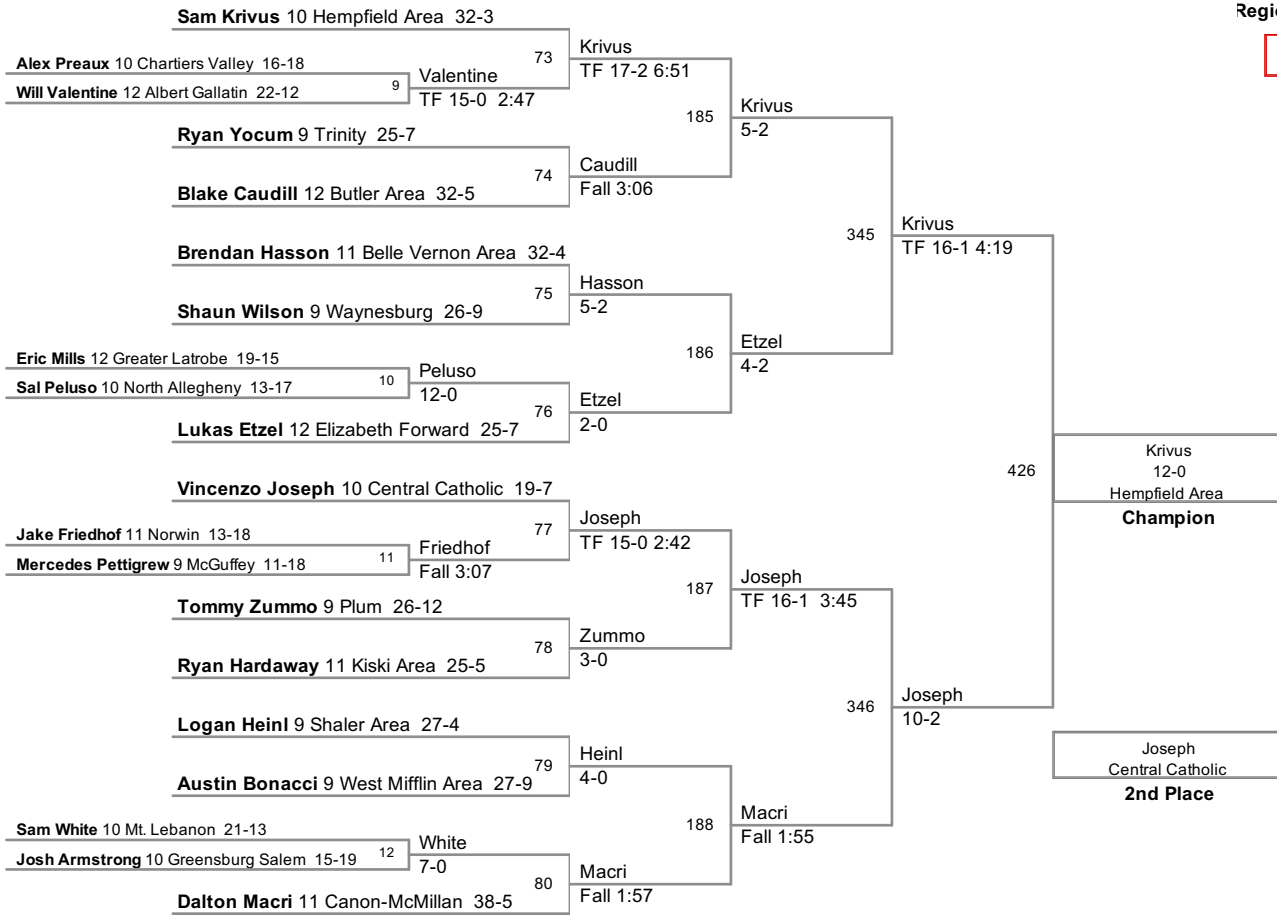 Regi
Sam Krivus 10 Hempfield Area 32-3
73
Krivus
TF 17-2 6:51
Alex Preaux 10 Chartiers Valley 16-18
Will Valentine 12 Albert Gallatin 22-12
9
Valentine
TF 15-0 2:47
185
Krivus
5-2
Ryan Yocum 9 Trinity 25-7
74
Caudill
Fall 3:06
Blake Caudill 12 Butler Area 32-5
345
Krivus
TF 16-1 4:19
Brendan Hasson 11 Belle Vernon Area 32-4
75
Hasson
5-2
Shaun Wilson 9 Waynesburg 26-9
186
Etzel
4-2
Eric Mills 12 Greater Latrobe 19-15
Sal Peluso 10 North Allegheny 13-17
10
Peluso
12-0
76
Etzel
2-0
Lukas Etzel 12 Elizabeth Forward 25-7
426
Krivus
12-0
Hempfield Area
Champion
Vincenzo Joseph 10 Central Catholic 19-7
77
Joseph
TF 15-0 2:42
Jake Friedhof 11 Norwin 13-18
Mercedes Pettigrew 9 McGuffey 11-18
11
Friedhof
Fall 3:07
187
Joseph
TF 16-1 3:45
Tommy Zummo 9 Plum 26-12
78
Zummo
3-0
Ryan Hardaway 11 Kiski Area 25-5
346
Joseph
10-2
Logan Heinl 9 Shaler Area 27-4
79
Heinl
4-0
Austin Bonacci 9 West Mifflin Area 27-9
Joseph
Central Catholic
2nd Place
188
Macri
Fall 1:55
Sam White 10 Mt. Lebanon 21-13
Josh Armstrong 10 Greensburg Salem 15-19
12
White
7-0
80
Macri
Fall 1:57
Dalton Macri 11 Canon-McMillan 38-5